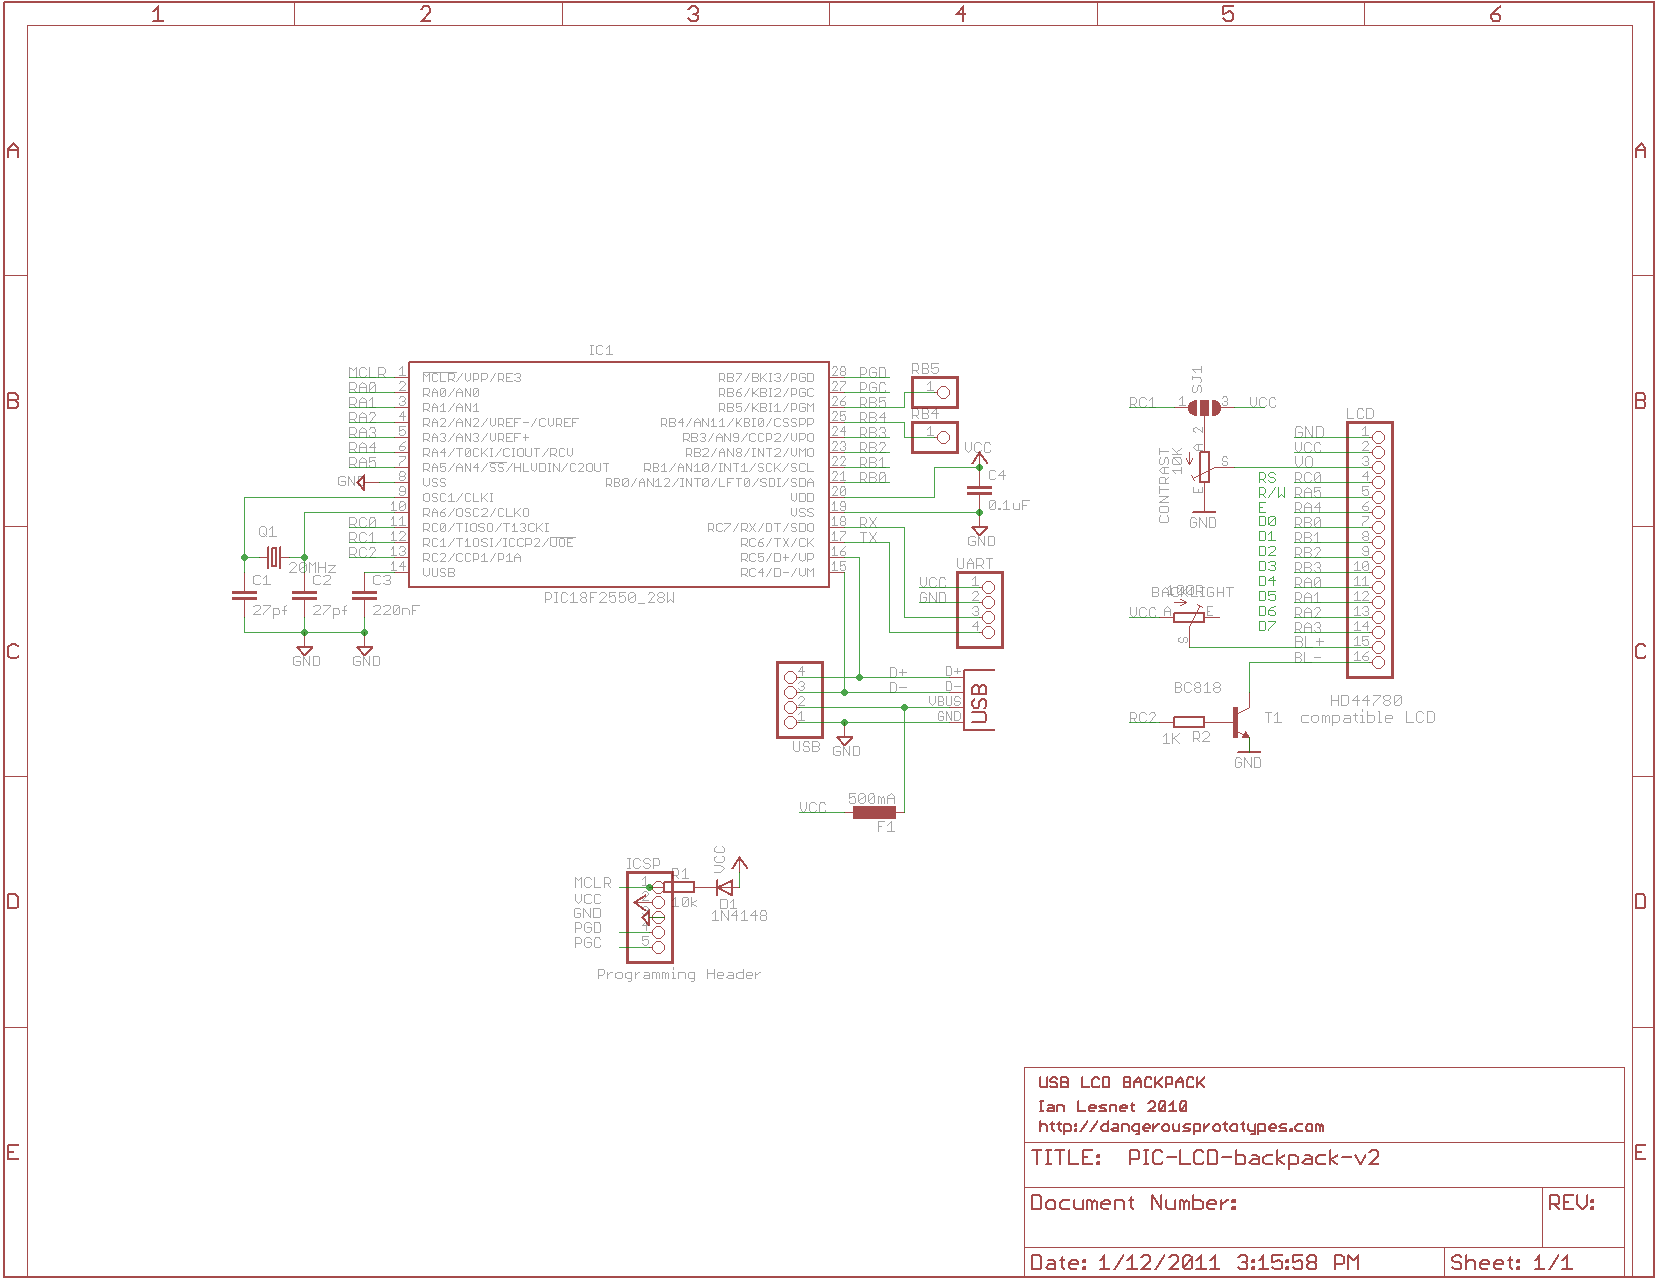 1 2 3 4 5 6
A A
B B
C C
D D
E E
IC1
MCLR 1 MCLR/VPP/RE3
RA0 2 RA0/AN0
RA1 3 RA1/AN1
RA2 4 RA2/AN2/VREF-/CVREF
RA3 5 RA3/AN3/VREF+
RA4 6 RA4/T0CKI/C1OUT/RCV
RA5 7 RA5/AN4/SS/HLVDIN/C2OUT
GND 8 VSS
9 OSC1/CLKI
10 RA6/OSC2/CLKO
RC0 11 RC0/T1OSO/T13CKI
RC1 12 RC1/T1OSI/ICCP2/UOE
RC2 13 RC2/CCP1/P1A
14 VUSB
RB7/BKI3/PGD 28 PGD
RB6/KBI2/PGC 27 PGC
RB5/KBI1/PGM 26 RB5
RB4/AN11/KBI0/CSSPP 25 RB4
RB3/AN9/CCP2/VPO 24 RB3
RB2/AN8/INT2/VMO 23 RB2
RB1/AN10/INT1/SCK/SCL 22 RB1
RB0/AN12/INT0/LFT0/SDI/SDA 21 RB0
VDD 20
VSS 19
RC7/RX/DT/SDO 18 RX
RC6/TX/CK 17 TX
RC5/D+/VP 16
RC4/D-/VM 15
PIC18F2550_28W
Q1
20MHz
C1 C2 C3
27pf 27pf 220nF
GND GND
RB5
1
RB4
1
VCC
C4
0.1uF
GND
UART
VCC 1
GND 2
3
4
4 D+ D+
3 D- D-
2 VBUS
1 GND
USB
USB
GND
VCC 500mA
F1
ICSP
MCLR 1
VCC 2
GND
PGD 4
PGC 5
R1
10k
VCC
D1
1N4148
Programming Header
SJ1
RC1 1 3 VCC
2
CONTRAST
10K
A
S
E
GND
BACKLIGHT
100R
VCC A E
S
BC818
RC2
1K R2
T1
GND
LCD
GND 1
VCC 2
VO 3
RS RC0 4
R/W RA5 5
E RA4 6
D0 RB0 7
D1 RB1 8
D2 RB2 9
D3 RB3 10
D4 RA0 11
D5 RA1 12
D6 RA2 13
D7 RA3 14
BL+ 15
BL- 16
HD44780
compatible LCD
USB LCD BACKPACK
Ian Lesnet 2010
http://dangerousprototypes.com
TITLE: PIC-LCD-backpack-v2
Document Number:
REV:
Date: 1/12/2011 3:15:58 PM
Sheet: 1/1